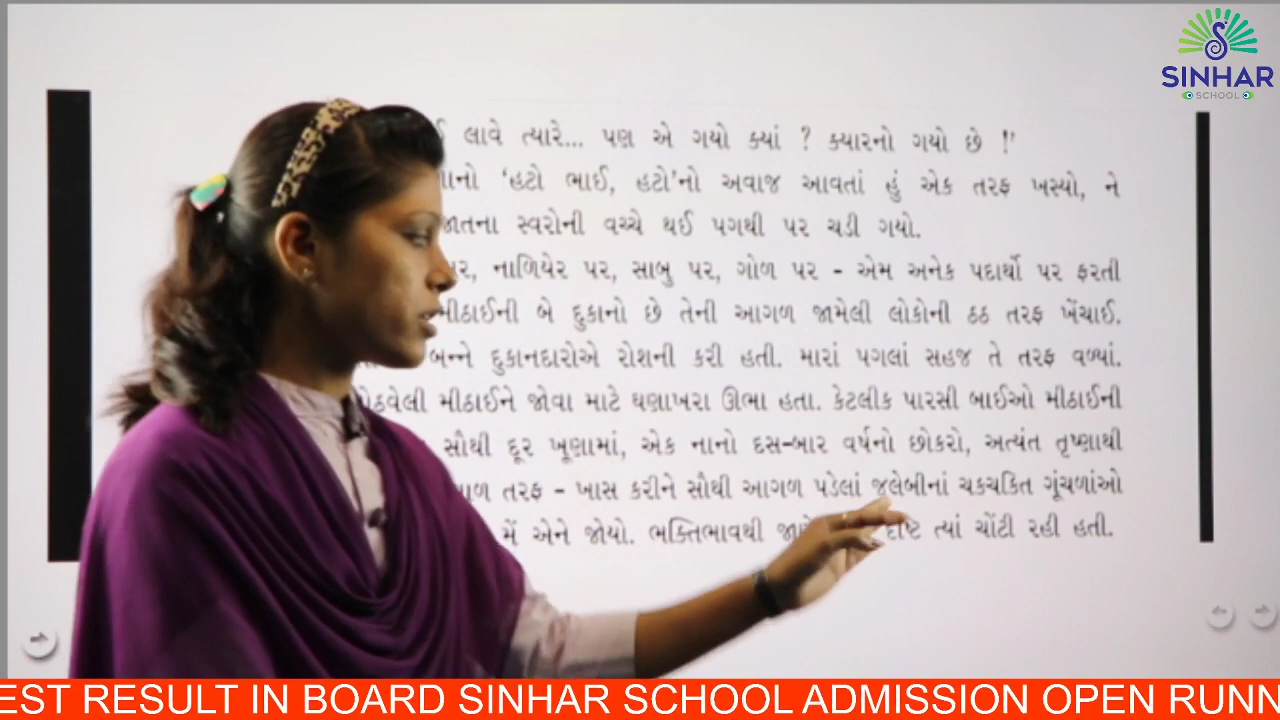 SINHAR
SCHOOL
લાવે ત્યારે... પણ એ ગયો ક્યાં ? ક્યારનો ગયો છે !'
'હટો ભાઈ, હટો'નો અવાજ આવતાં હું એક તરફ ખસ્યો, ને
સ્વરોની વચ્ચે થઈ પગથી પર ચડી ગયો.
નાળિયેર પર, સાબુ પર, ગોળ પર - એમ અનેક પદાર્થો પર ફરતી
મીઠાઈની બે દુકાનો છે તેની આગળ જામેલી લોકોની ઠઠ તરફ ખેંચાઈ.
બન્ને દુકાનદારોએ રોશની કરી હતી. મારાં પગલાં સહજ તે તરફ વળ્યાં.
મીઠાઈને જોવા માટે ઘણાખરા ઊભા હતા. કેટલીક પારસી બાઈઓ મીઠાઈની
સૌથી દૂર ખૂણામાં, એક નાનો દસ-બાર વર્ષનો છોકરો, અત્યંત તૃષ્ણાથી
તરફ - ખાસ કરીને સૌથી આગળ પડેલાં જલેબીનાં ચકચકિત ગૂંચળાંઓ
મેં એને જોયો. ભક્તિભાવથી ત્યાં ચોંટી રહી હતી.
EST RESULT IN BOARD SINHAR SCHOOL ADMISSION OPEN RUNN